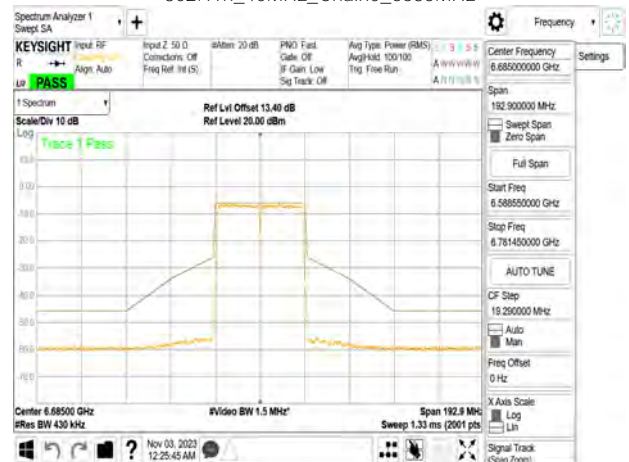 Spectrum Analyzer 1
Swept SA
Frequency
KEYSIGHT
Input: RF
Align: Auto
Input Z: 50 Ω
Corrections: Off
Freq Ref: Int (S)
#Atten: 20 dB
PNO: Fast
Gate: Off
IF Gain: Low
Sig Track: Off
Avg Type: Power (RMS)
Avg|Hold: 100/100
Trig: Free Run
PASS
Center Frequency
6.685000000 GHz
Settings
Span
192.900000 MHz
Swept Span
Zero Span
Full Span
Start Freq
6.588550000 GHz
Stop Freq
6.781450000 GHz
AUTO TUNE
CF Step
19.290000 MHz
Auto
Man
Freq Offset
0 Hz
X Axis Scale
Log
Lin
Signal Track
(Span Zoom)
1 Spectrum
Scale/Div 10 dB
Ref Lvl Offset 13.40 dB
Ref Level 20.00 dBm
Log
Trace 1 Pass
Center 6.68500 GHz
#Res BW 430 kHz
#Video BW 1.5 MHz*
Span 192.9 MHz
Sweep 1.33 ms (2001 pts)
Nov 03, 2023
12:25:45 AM